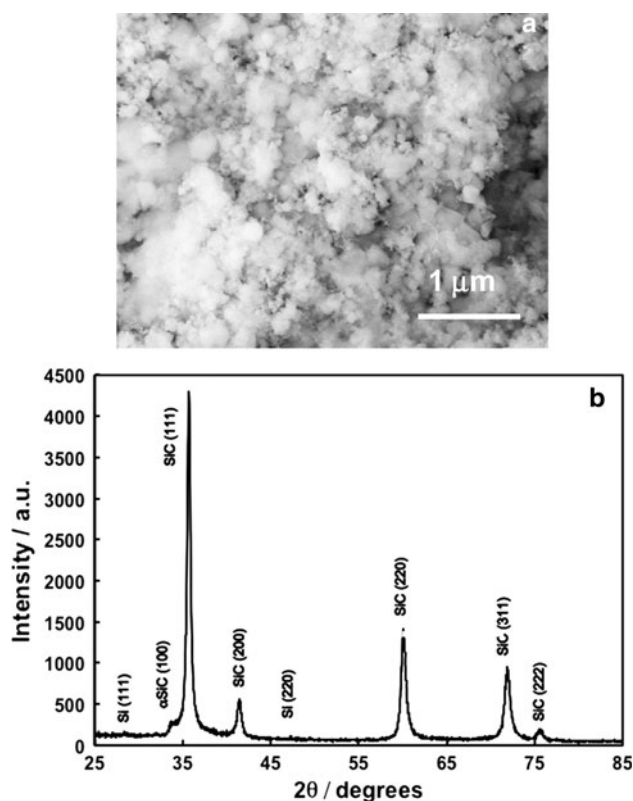 a
1 μm
b
4500
4000
3500
3000
2500
2000
1500
1000
500
0
Intensity / a.u.
Si (111)
αSiC (100)
SiC (111)
SiC (200)
Si (220)
SiC (220)
SiC (311)
SiC (222)
25 35 45 55 65 75 85
2θ / degrees